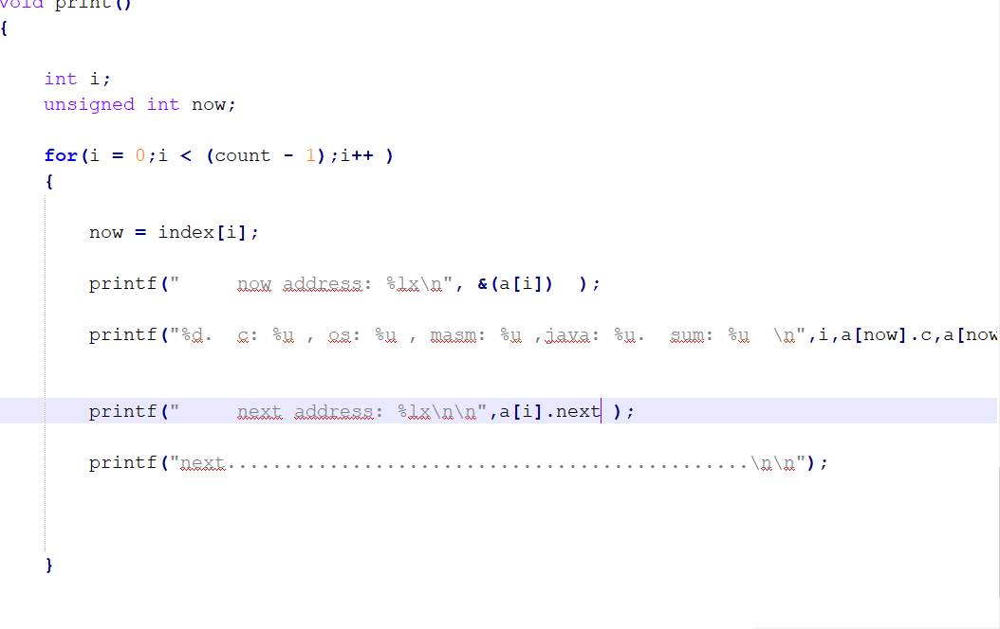 void print()
{
int i;
unsigned int now;
for(i = 0;i < (count - 1);i++ )
{
now = index[i];
printf("     now address: %lx\n", &(a[i])  );
printf("%d.  c: %u , os: %u , masm: %u ,java: %u.  sum: %u  \n",i,a[now].c,a[now
printf("     next address: %lx\n\n",a[i].next );
printf("next..............................................\n\n");
}